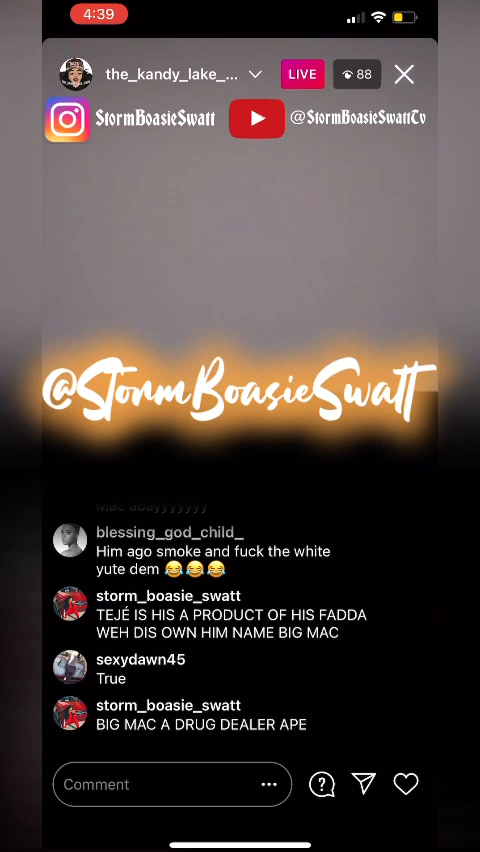 4:39
the_kandy_lake_...
LIVE
88
StormBoasieSwatt
@StormBoasieSwattTv
@StormBoasieSwatt
Mac abayyyyyyy
blessing_god_child_
Him ago smoke and fuck the white
yute dem 😂😂😂
storm_boasie_swatt
TEJÉ IS HIS A PRODUCT OF HIS FADDA
WEH DIS OWN HIM NAME BIG MAC
sexydawn45
True
storm_boasie_swatt
BIG MAC A DRUG DEALER APE
Comment